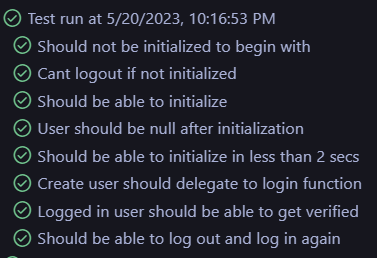 Test run at 5/20/2023, 10:16:53 PM
Should not be initialized to begin with
Cant logout if not initialized
Should be able to initialize
User should be null after initialization
Should be able to initialize in less than 2 secs
Create user should delegate to login function
Logged in user should be able to get verified
Should be able to log out and log in again